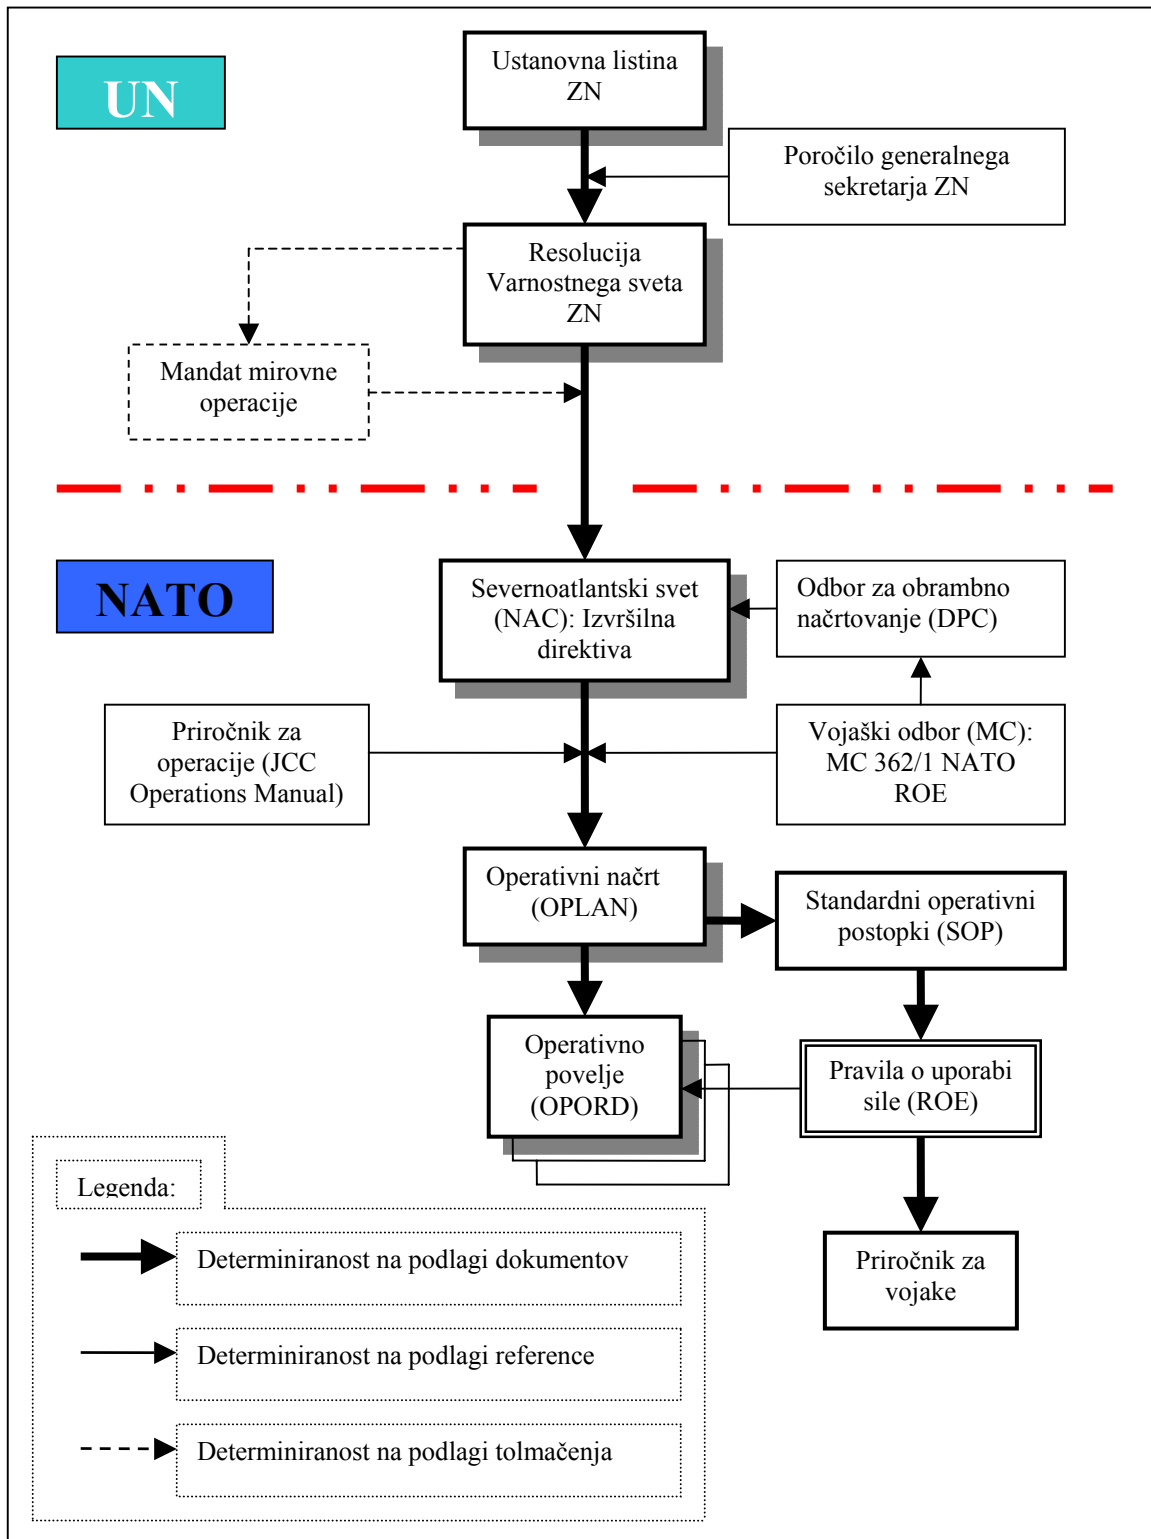 UN
Ustanovna listina
ZN
Poročilo generalnega
sekretarja ZN
Resolucija
Varnostnega sveta
ZN
Mandat mirovne
operacije
NATO
Severnoatlantski svet
(NAC): Izvršilna
direktiva
Odbor za obrambno
načrtovanje (DPC)
Priročnik za
operacije (JCC
Operations Manual)
Vojaški odbor (MC):
MC 362/1 NATO
ROE
Operativni načrt
(OPLAN)
Standardni operativni
postopki (SOP)
Operativno
povelje
(OPORD)
Pravila o uporabi
sile (ROE)
Priročnik za
vojake
Legenda:
Determiniranost na podlagi dokumentov
Determiniranost na podlagi reference
Determiniranost na podlagi tolmačenja